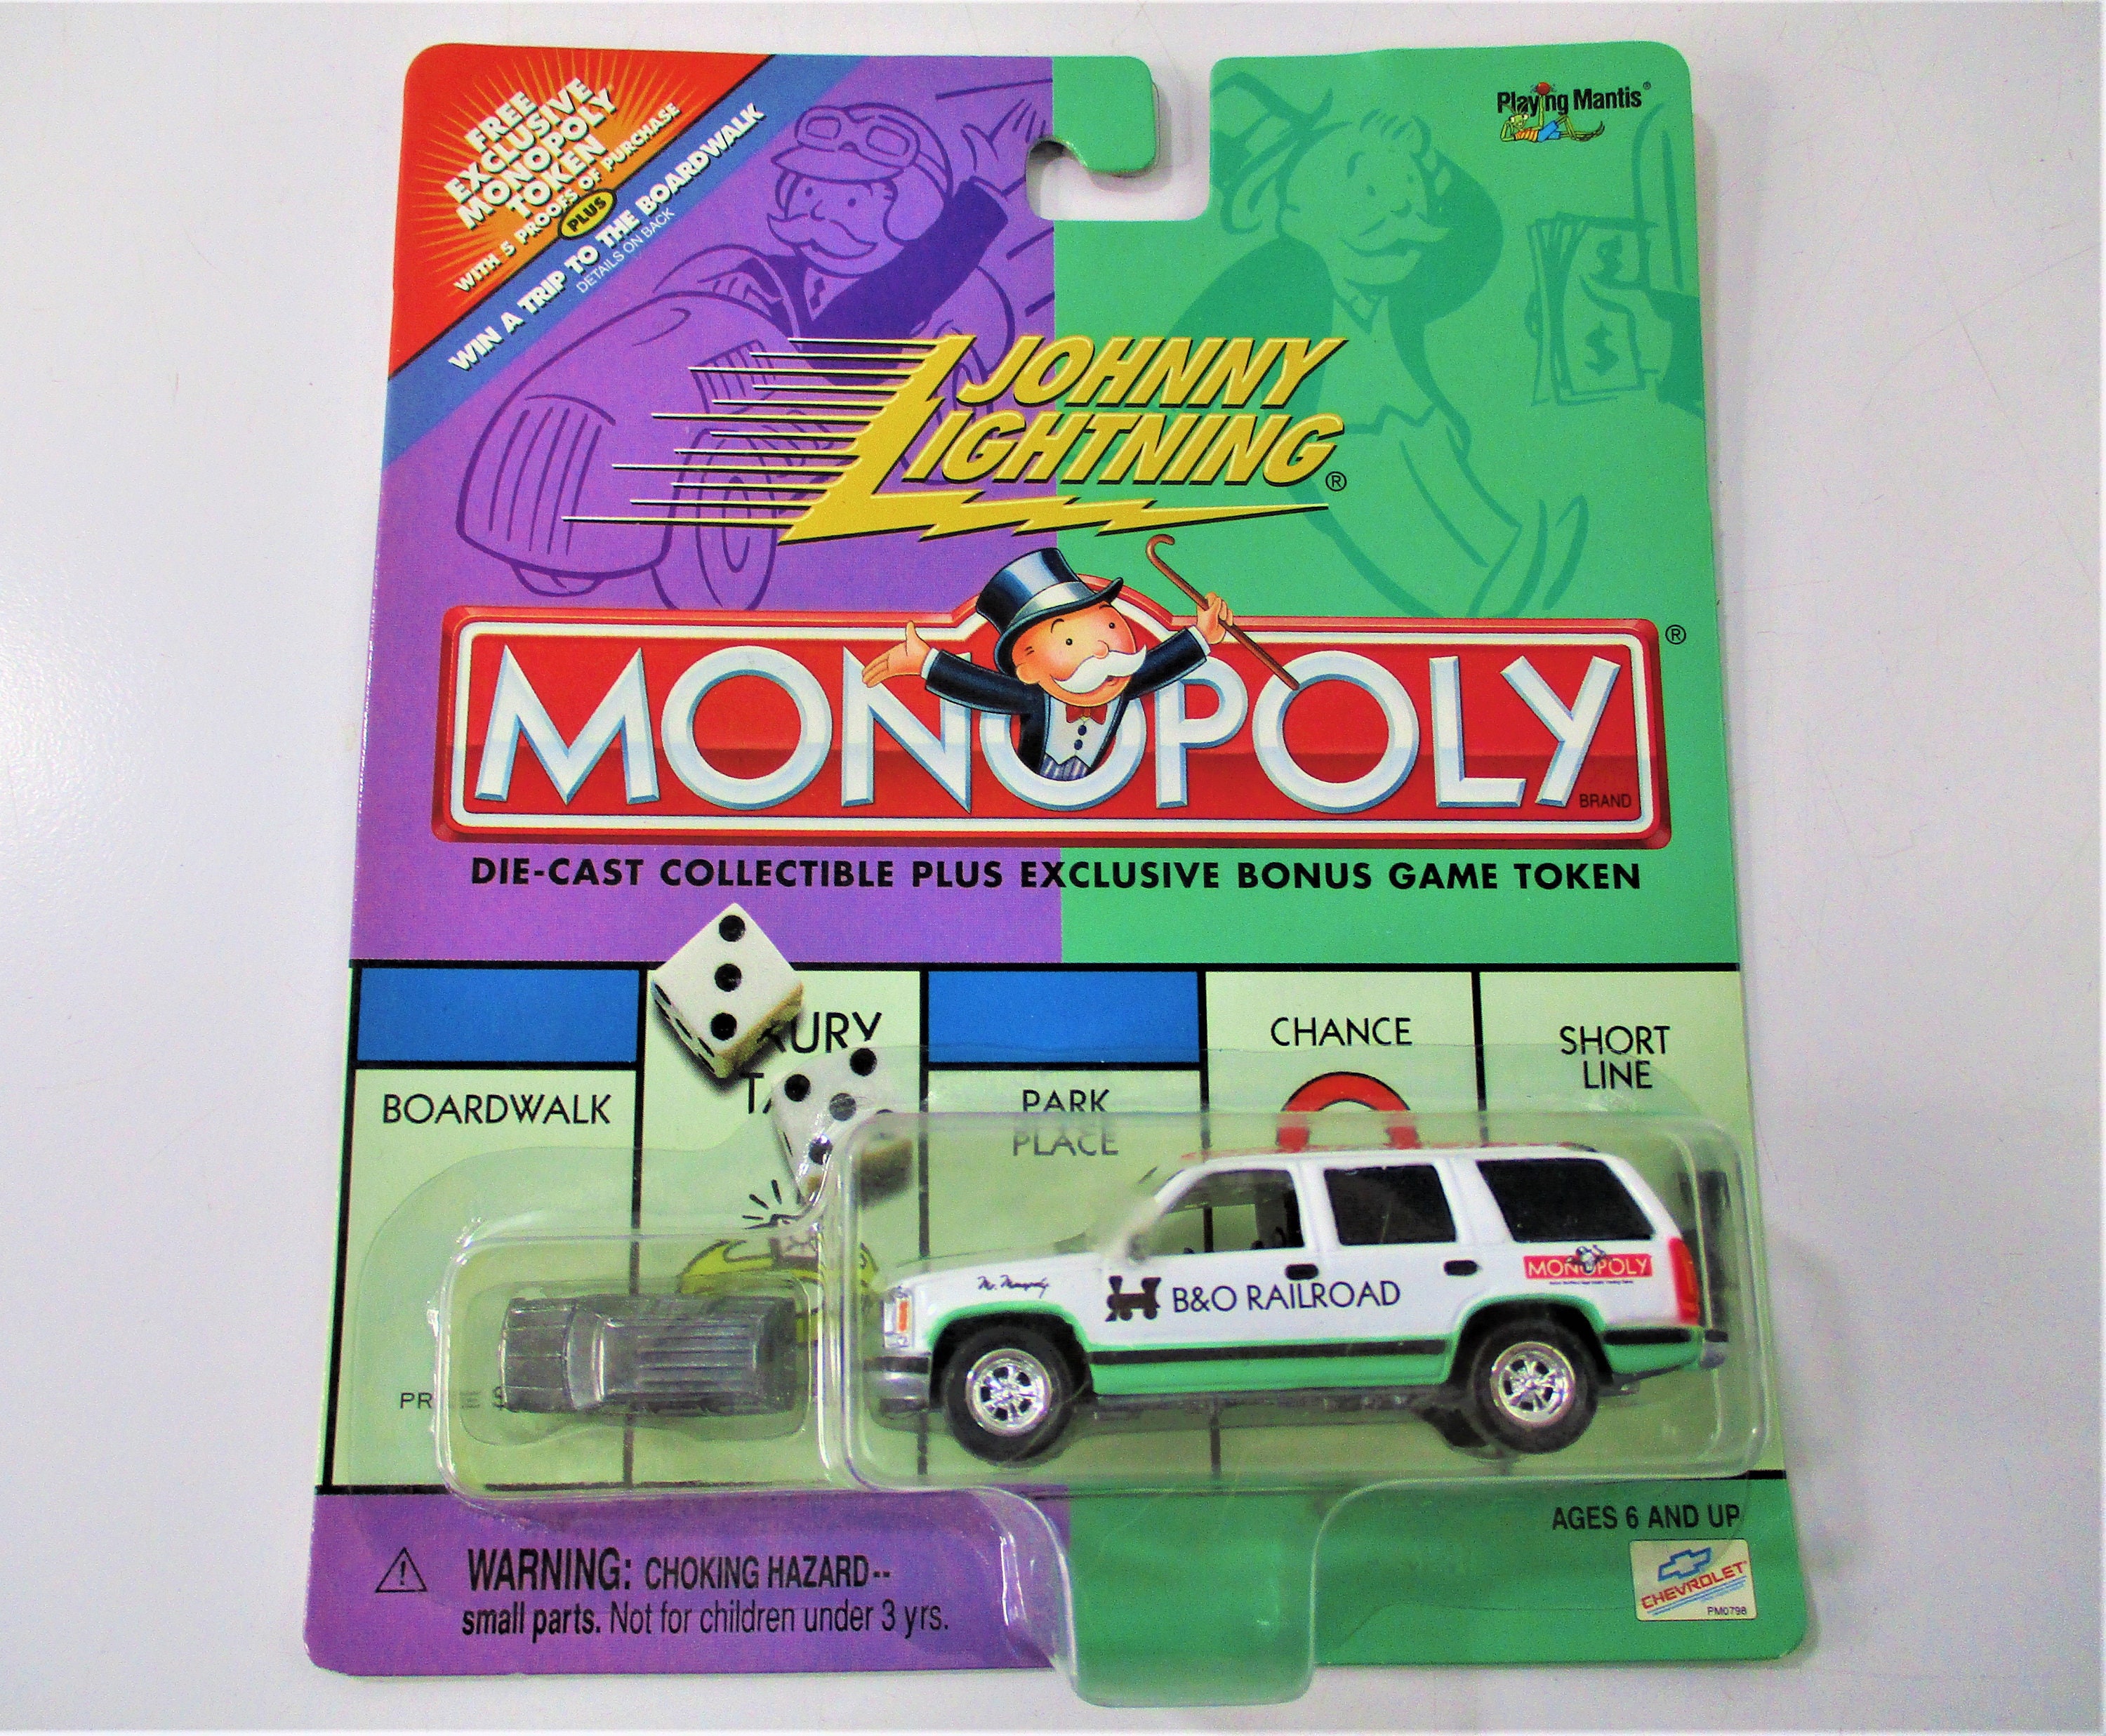 FREE
EXCLUSIVE
MONOPOLY
TOKEN
WITH 5 PROOFS OF PURCHASE
PLUS
WIN A TRIP TO THE BOARDWALK
DETAILS ON BACK
Playing Mantis®
$
$
JOHNNY
LIGHTNING®
MONOPOLY®
BRAND
DIE-CAST COLLECTIBLE PLUS EXCLUSIVE BONUS GAME TOKEN
BOARDWALK
PARK
PLACE
CHANCE
SHORT
LINE
Mr. Monopoly
B&O RAILROAD
MONOPOLY
AGES 6 AND UP
WARNING: CHOKING HAZARD--
small parts. Not for children under 3 yrs.
CHEVROLET
PM0798